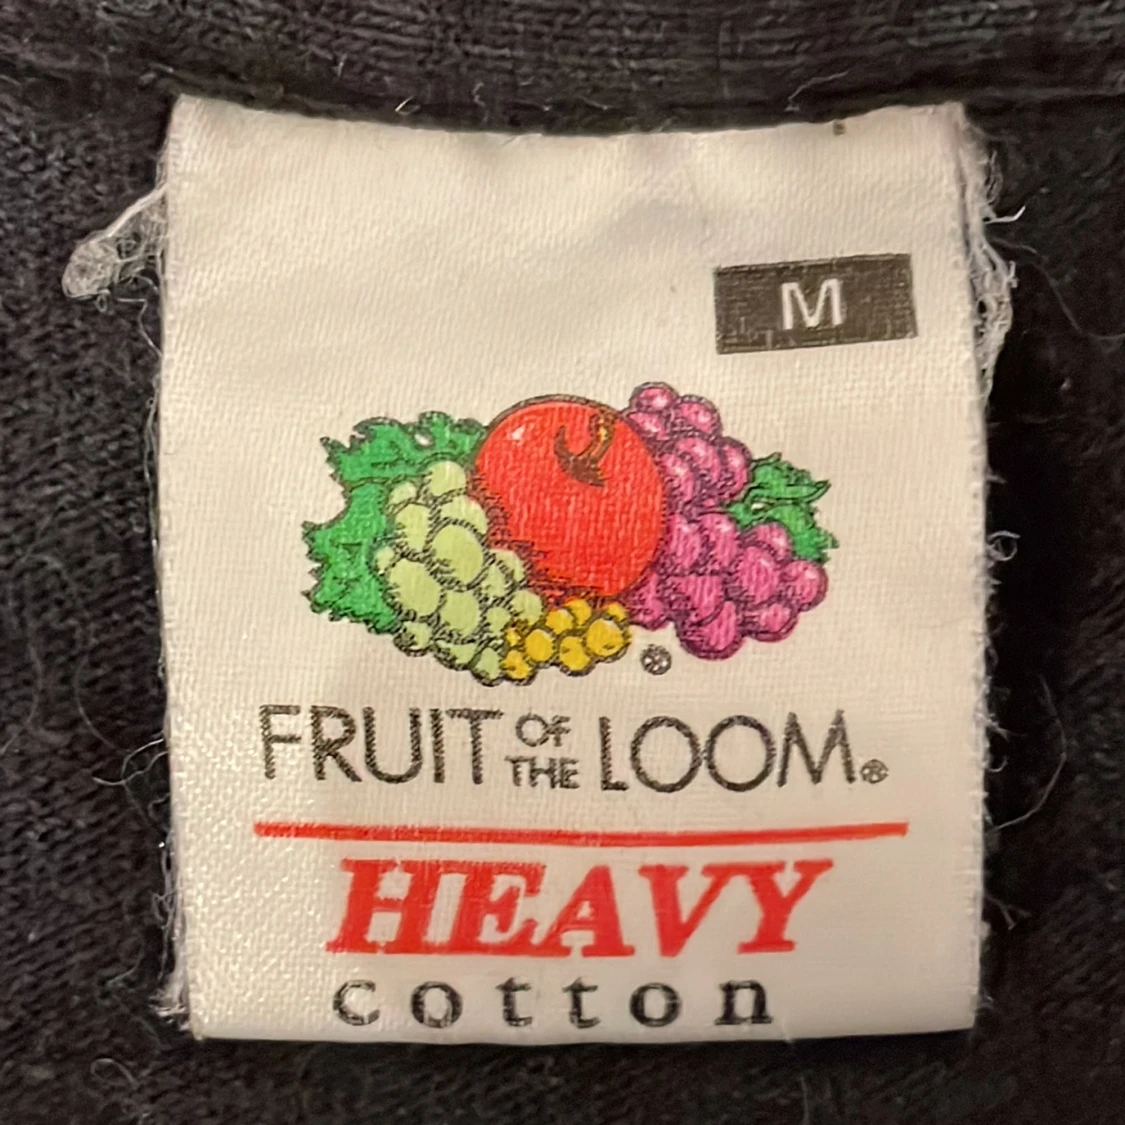 M
®
FRUIT OF THE LOOM®
HEAVY
cotton